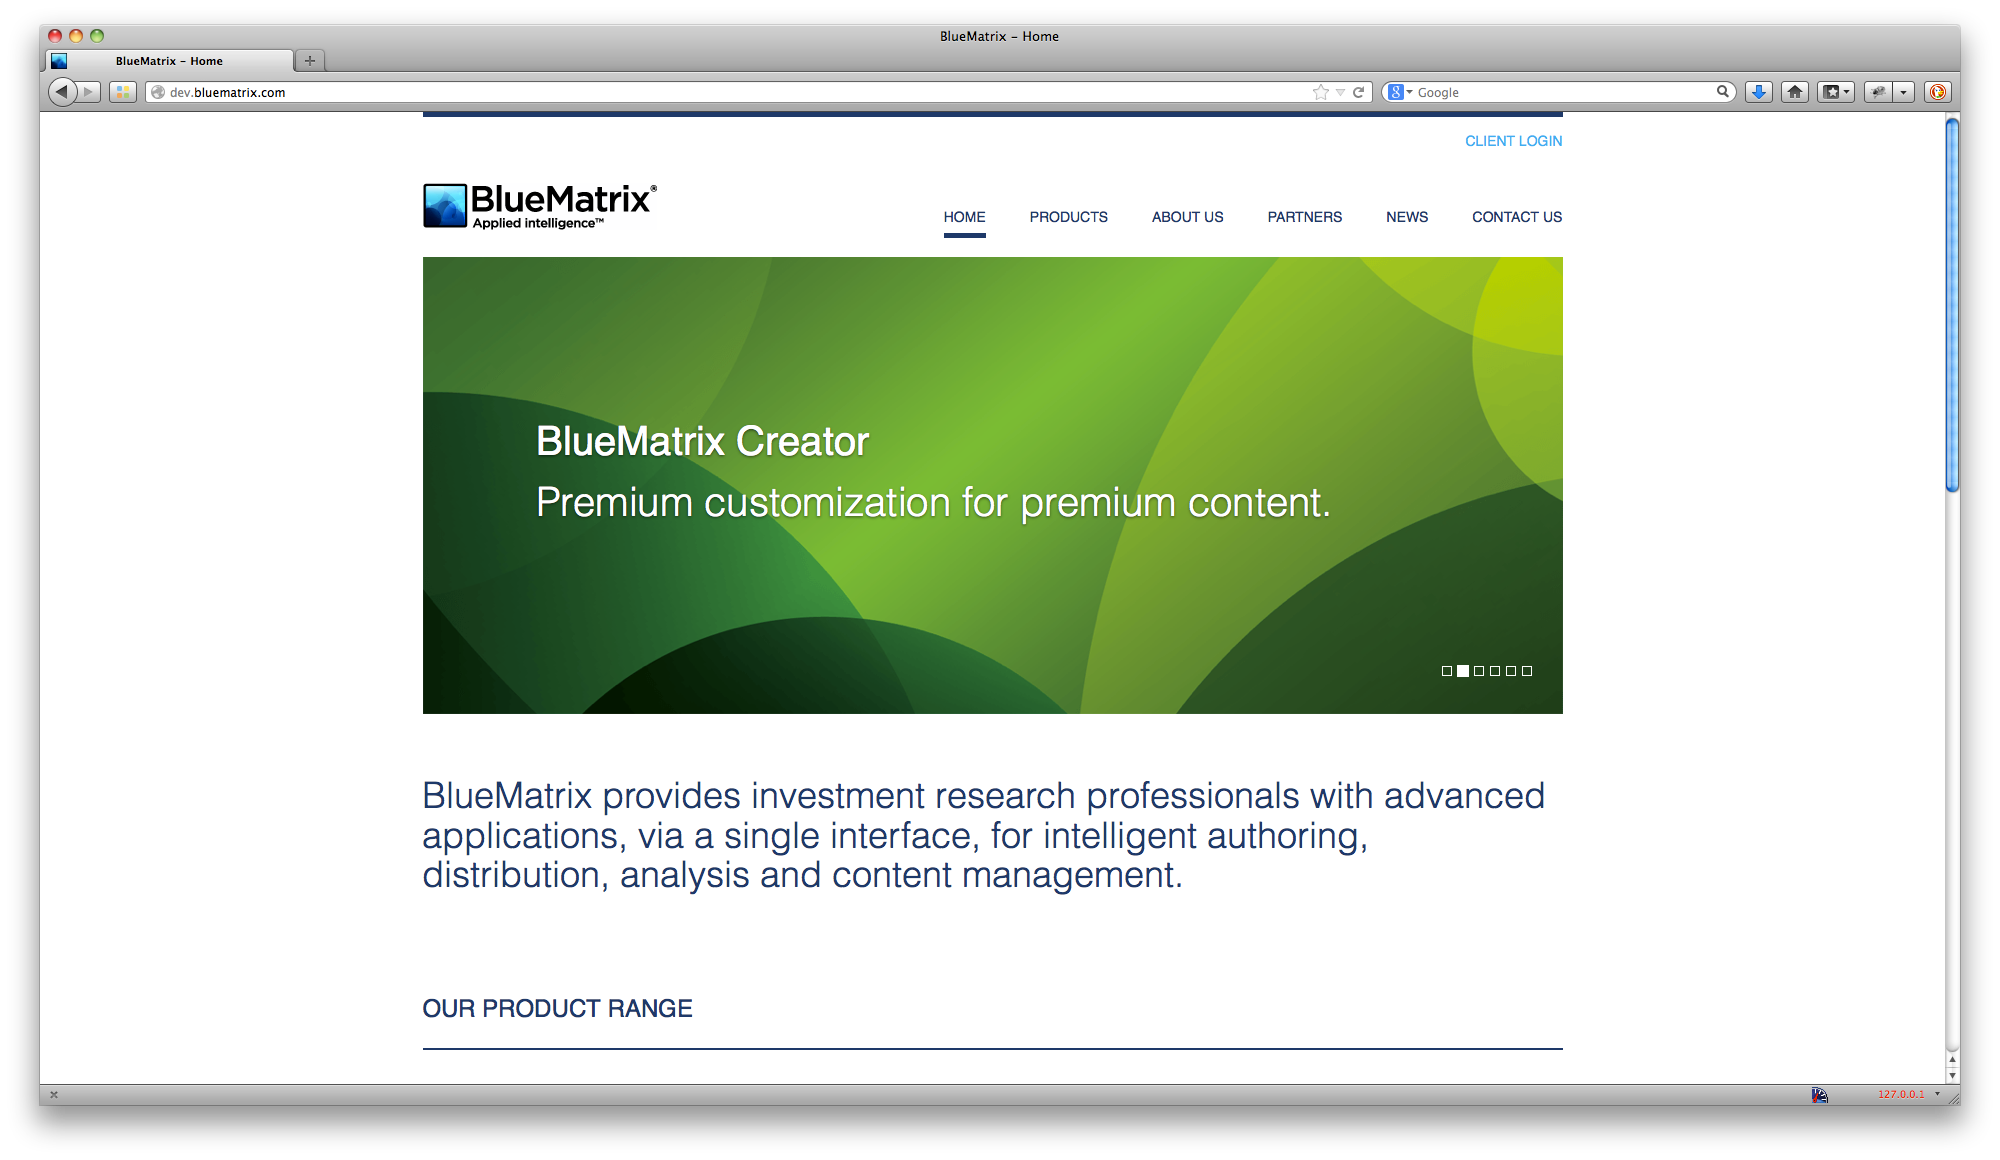 BlueMatrix – Home
BlueMatrix – Home
dev.bluematrix.com
Google
CLIENT LOGIN
BlueMatrix®
Applied intelligence™
HOME PRODUCTS ABOUT US PARTNERS NEWS CONTACT US
BlueMatrix Creator
Premium customization for premium content.
BlueMatrix provides investment research professionals with advanced
applications, via a single interface, for intelligent authoring,
distribution, analysis and content management.
OUR PRODUCT RANGE
127.0.0.1